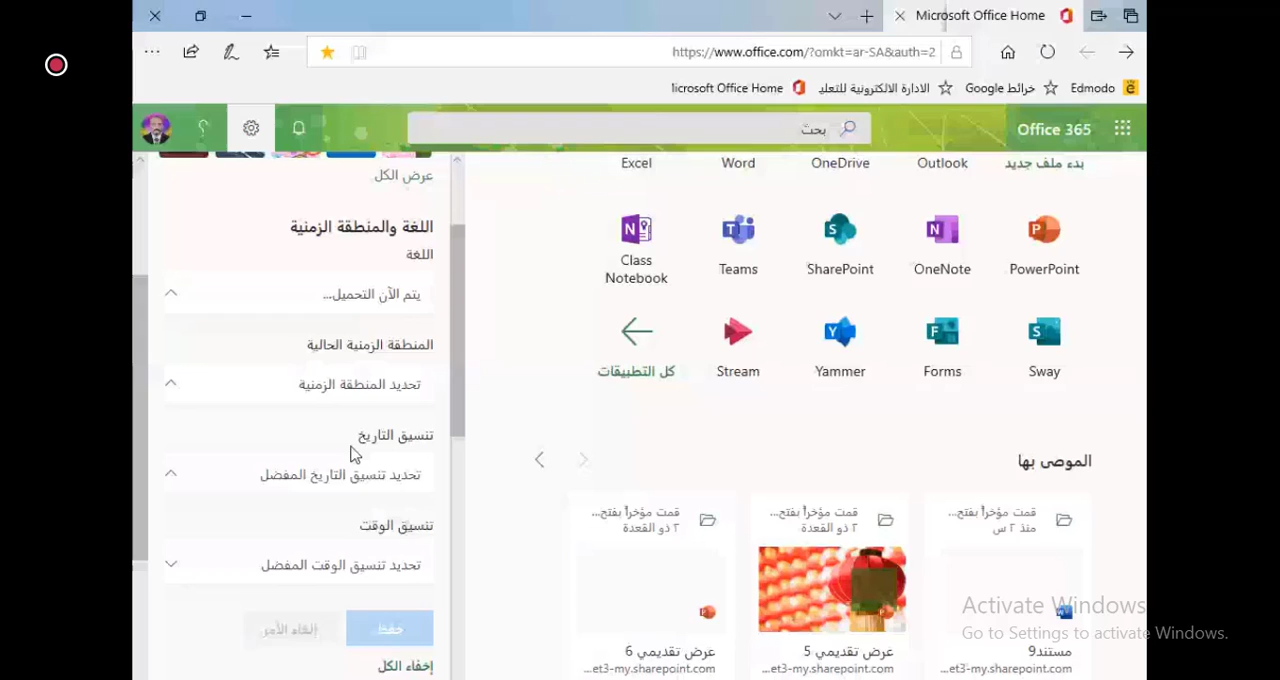 Microsoft Office Home
https://www.office.com/?omkt=ar-SA&auth=2
Edmodo
خرائط Google
الادارة الالكترونية للتعليـ
Microsoft Office Home
Office 365
بحث
بدء ملف جديد
Outlook
OneDrive
Word
Excel
PowerPoint
OneNote
SharePoint
Teams
Class
Notebook
Sway
Forms
Yammer
Stream
كل التطبيقات
الموصى بها
قمت مؤخراً بفتح...
منذ ٢ س
قمت مؤخراً بفتح...
٢ ذو القعدة
قمت مؤخراً بفتح...
٢ ذو القعدة
مستند9
...et3-my.sharepoint.com
عرض تقديمي 5
...et3-my.sharepoint.com
عرض تقديمي 6
...et3-my.sharepoint.com
عرض الكل
اللغة والمنطقة الزمنية
اللغة
يتم الآن التحميل...
المنطقة الزمنية الحالية
تحديد المنطقة الزمنية
تنسيق التاريخ
تحديد تنسيق التاريخ المفضل
تنسيق الوقت
تحديد تنسيق الوقت المفضل
حفظ
إلغاء الأمر
إخفاء الكل
Activate Windows
Go to Settings to activate Windows.